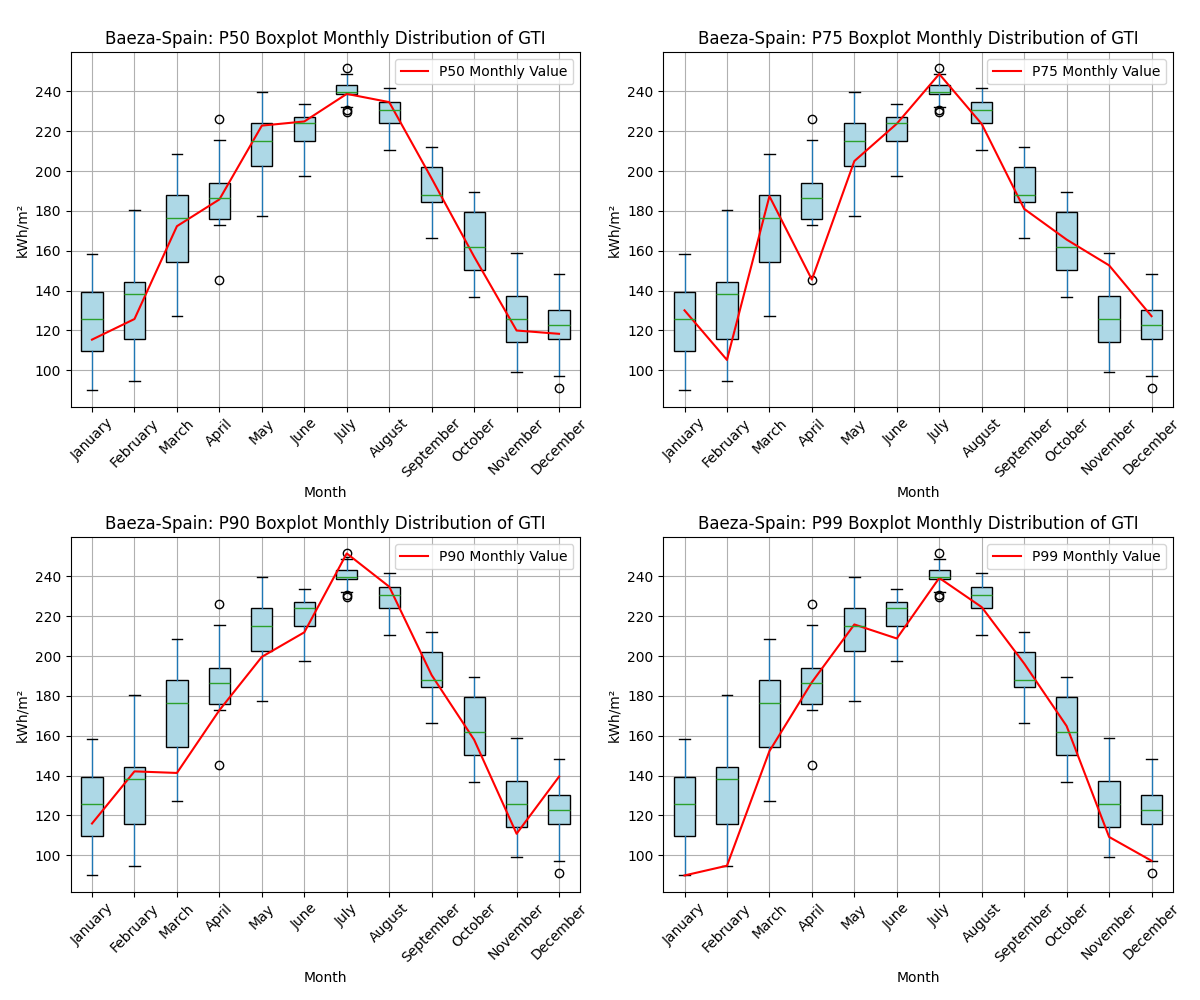 Baeza-Spain: P50 Boxplot Monthly Distribution of GTI
P50 Monthly Value
kWh/m²
240
220
200
180
160
140
120
100
January
February
March
April
May
June
July
August
September
October
November
December
Month
Baeza-Spain: P75 Boxplot Monthly Distribution of GTI
P75 Monthly Value
kWh/m²
240
220
200
180
160
140
120
100
January
February
March
April
May
June
July
August
September
October
November
December
Month
Baeza-Spain: P90 Boxplot Monthly Distribution of GTI
P90 Monthly Value
kWh/m²
240
220
200
180
160
140
120
100
January
February
March
April
May
June
July
August
September
October
November
December
Month
Baeza-Spain: P99 Boxplot Monthly Distribution of GTI
P99 Monthly Value
kWh/m²
240
220
200
180
160
140
120
100
January
February
March
April
May
June
July
August
September
October
November
December
Month